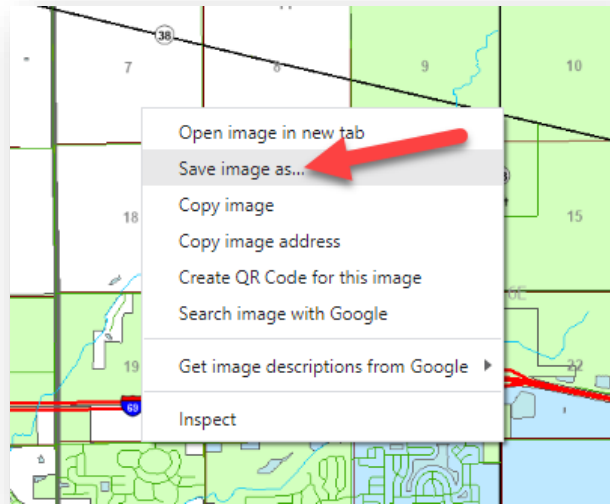 38
7
8
9
10
Open image in new tab
Save image as...
18
Copy image
15
Copy image address
Create QR Code for this image
6E
Search image with Google
19
Get image descriptions from Google
22
69
Inspect